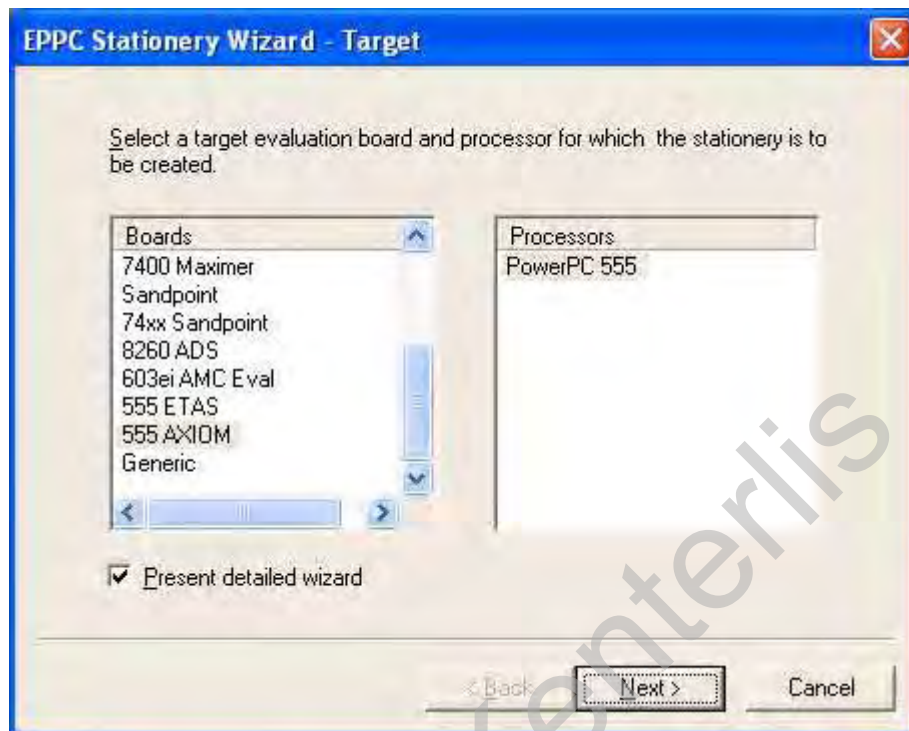 EPPC Stationery Wizard - Target
Select a target evaluation board and processor for which the stationery is to
be created.
Boards
7400 Maximer
Sandpoint
74xx Sandpoint
8260 ADS
603ei AMC Eval
555 ETAS
555 AXIOM
Generic
Processors
PowerPC 555
Present detailed wizard
< Back
Next >
Cancel